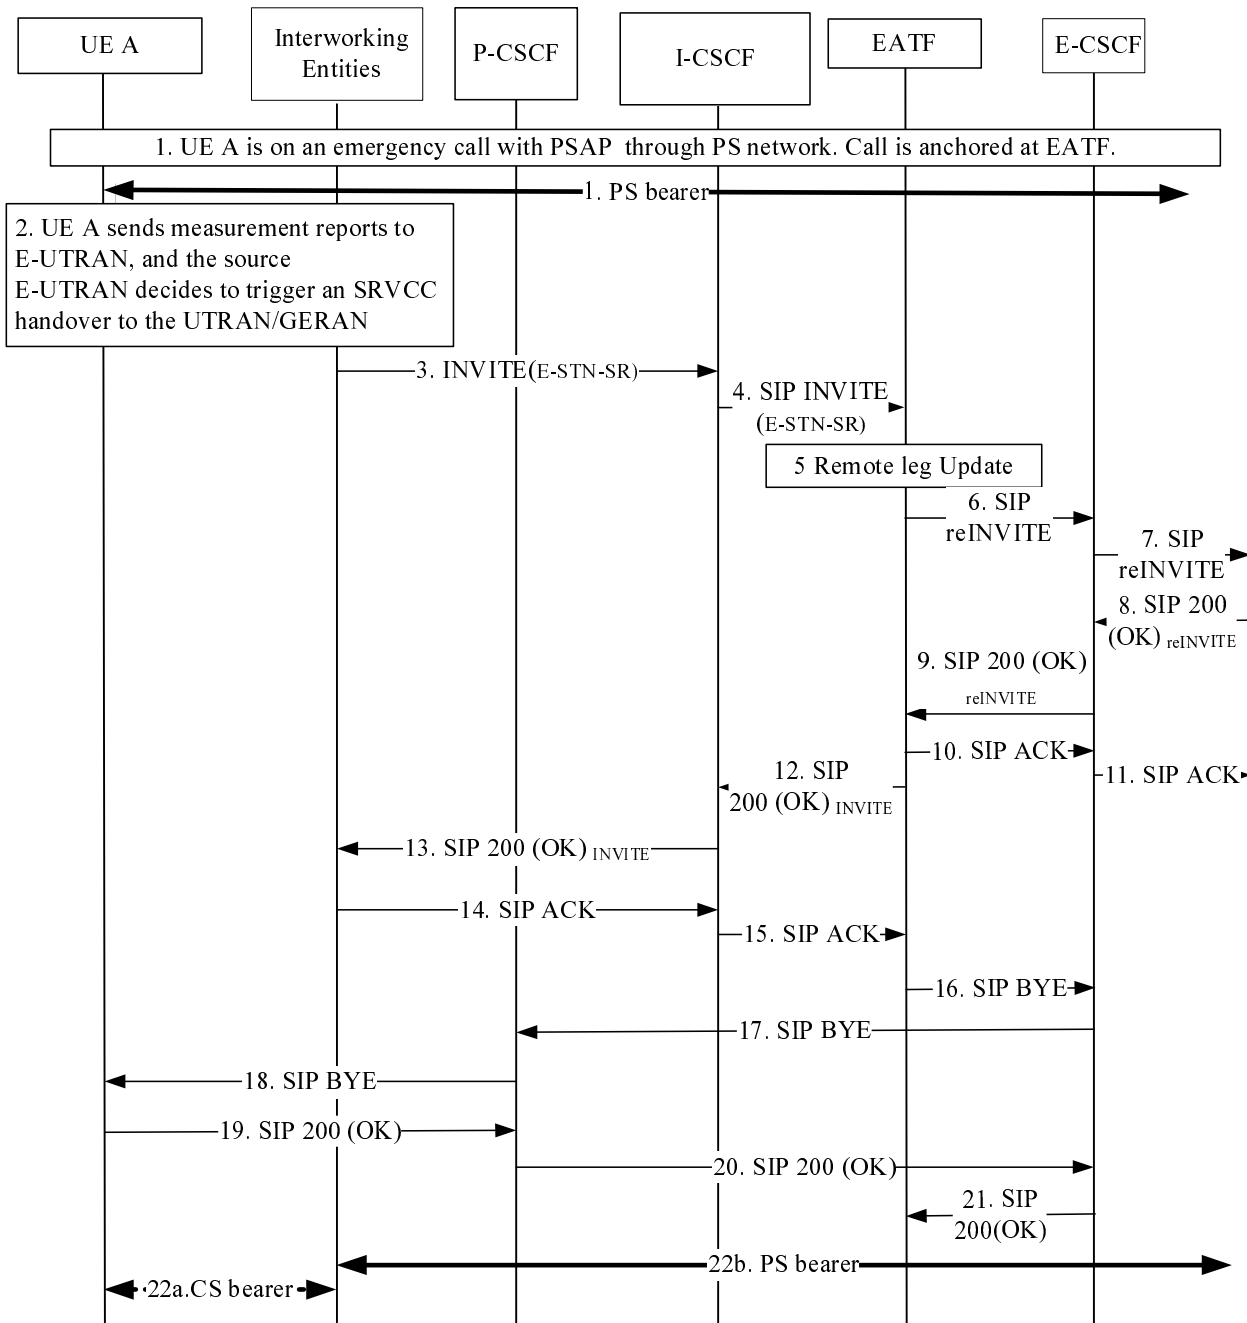 UE A
Interworking
Entities
P-CSCF
I-CSCF
EATF
E-CSCF
1. UE A is on an emergency call with PSAP through PS network. Call is anchored at EATF.
1. PS bearer
2. UE A sends measurement reports to
E-UTRAN, and the source
E-UTRAN decides to trigger an SRVCC
handover to the UTRAN/GERAN
3. INVITE(E-STN-SR)
4. SIP INVITE
(E-STN-SR)
5 Remote leg Update
6. SIP
reINVITE
7. SIP
reINVITE
8. SIP 200
(OK) reINVITE
9. SIP 200 (OK)
reINVITE
10. SIP ACK
11. SIP ACK
12. SIP
200 (OK) INVITE
13. SIP 200 (OK) INVITE
14. SIP ACK
15. SIP ACK
16. SIP BYE
17. SIP BYE
18. SIP BYE
19. SIP 200 (OK)
20. SIP 200 (OK)
21. SIP
200(OK)
22b. PS bearer
22a.CS bearer